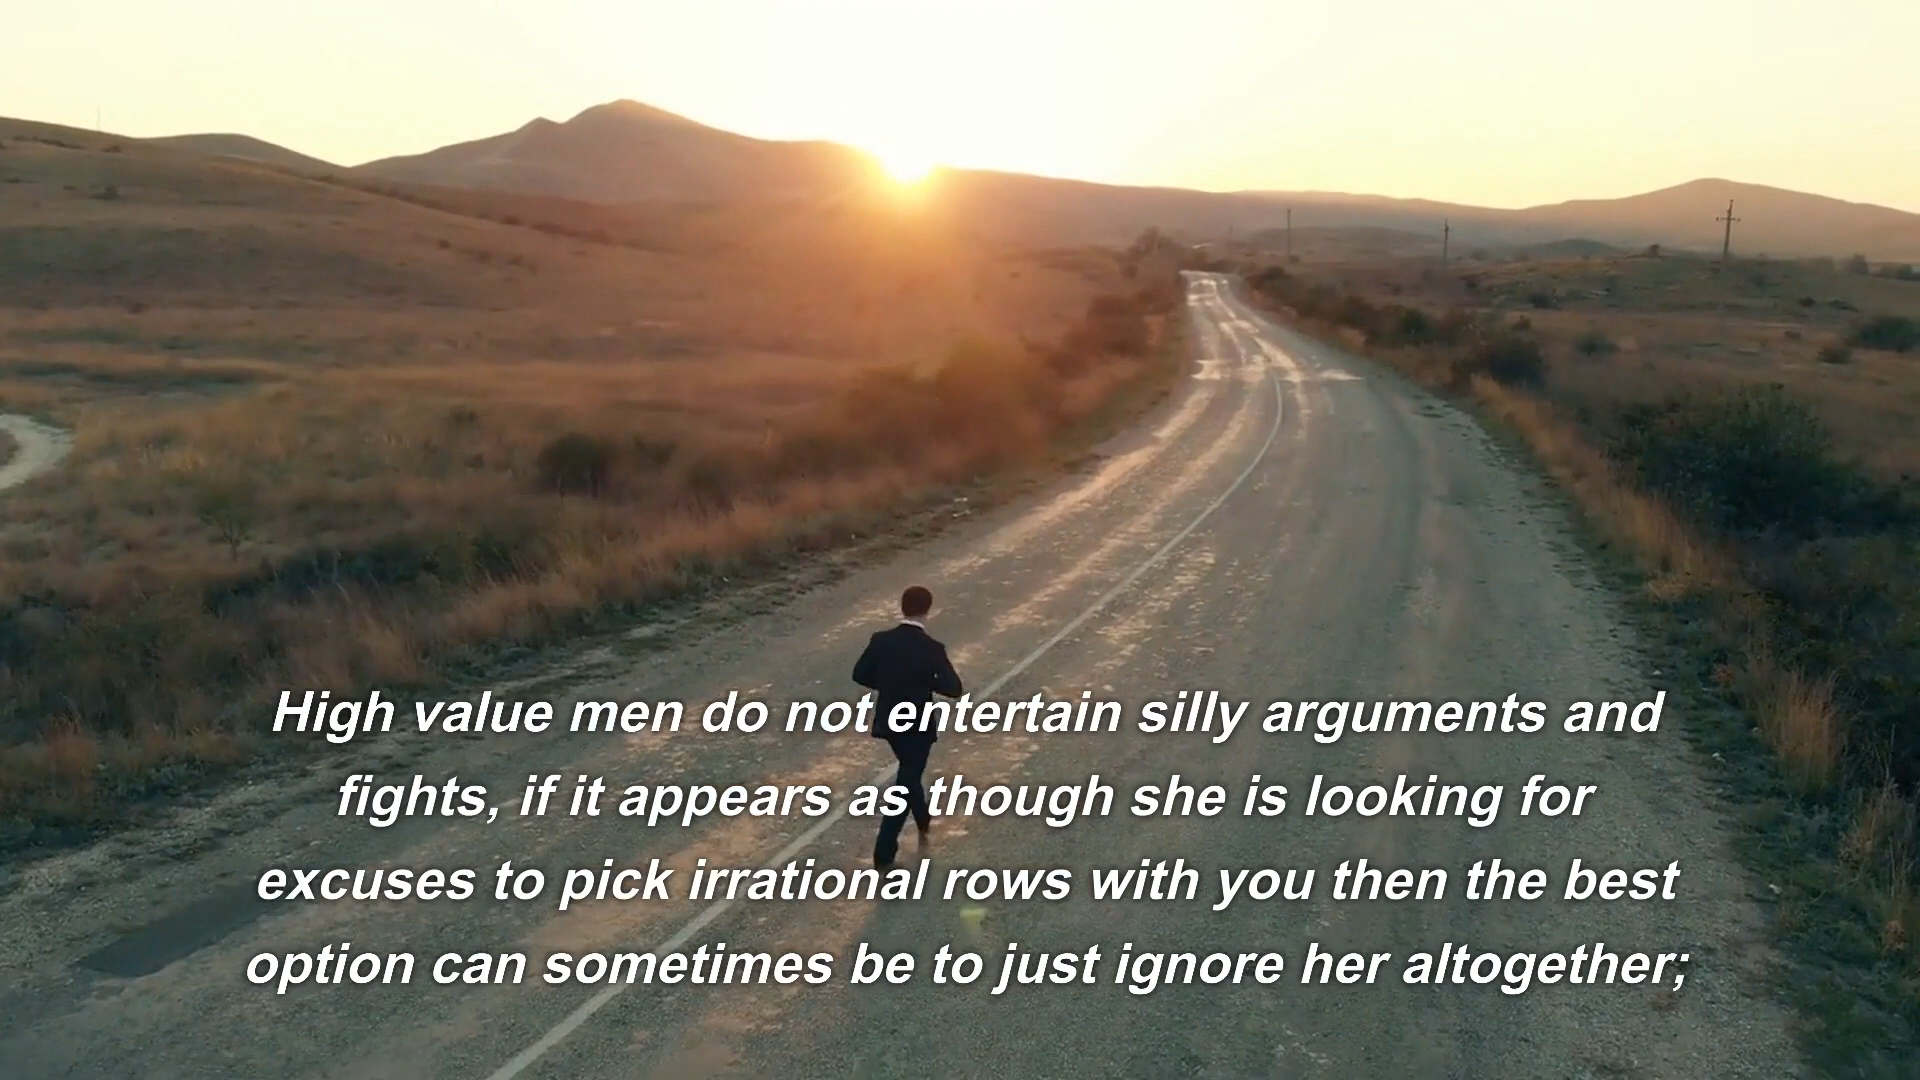 High value men do not entertain silly arguments and
fights, if it appears as though she is looking for
excuses to pick irrational rows with you then the best
option can sometimes be to just ignore her altogether;